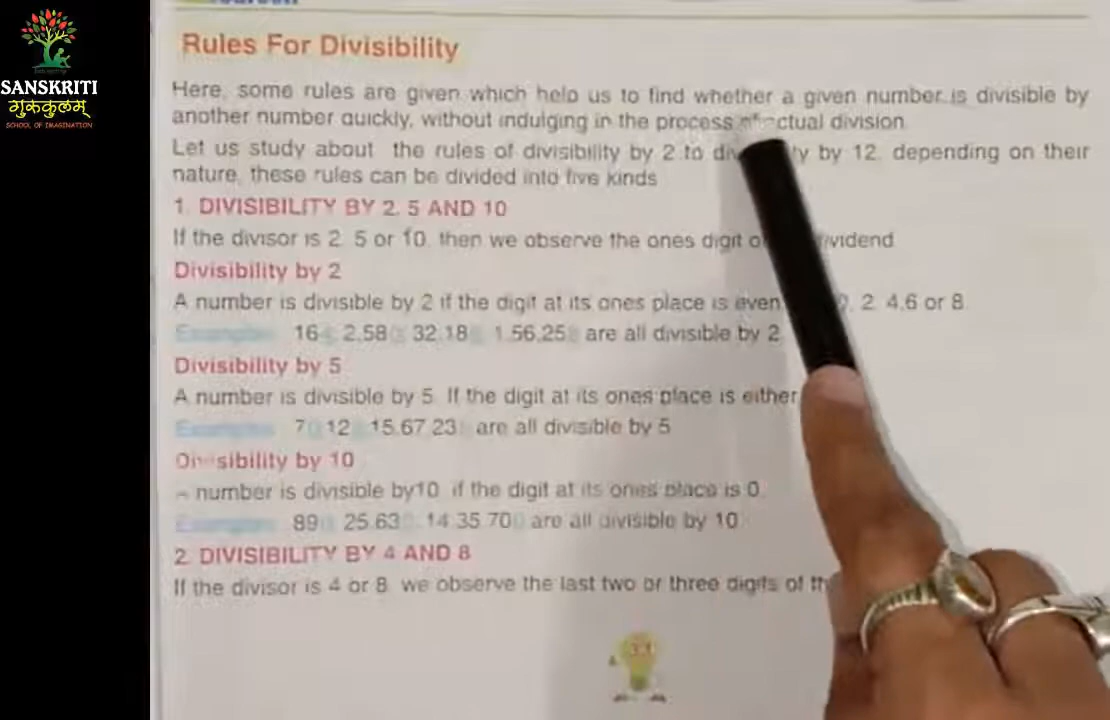 SANSKRITI
गुरुकुलम्
SCHOOL OF IMAGINATION
Rules For Divisibility
Here, some rules are given which help us to find whether a given number is divisible by
another number quickly, without indulging in the process actual division
Let us study about the rules of divisibility by 2 to by 12, depending on their
nature, these rules can be divided into five kinds
1. DIVISIBILITY BY 2, 5 AND 10
If the divisor is 2, 5 or 10, then we observe the ones digit
Divisibility by 2
A number is divisible by 2 if the digit at its ones place is even 2, 4,6 or 8.
are all divisible by 2
Divisibility by 5
A number is divisible by 5. If the digit at its ones place is either
are all divisible by 5
Divisibility by 10
number is divisible by10, if the digit at its ones place is 0.
are all divisible by 10
2. DIVISIBILITY BY 4 AND 8
If the divisor is 4 or 8, we observe the last two or three digits of